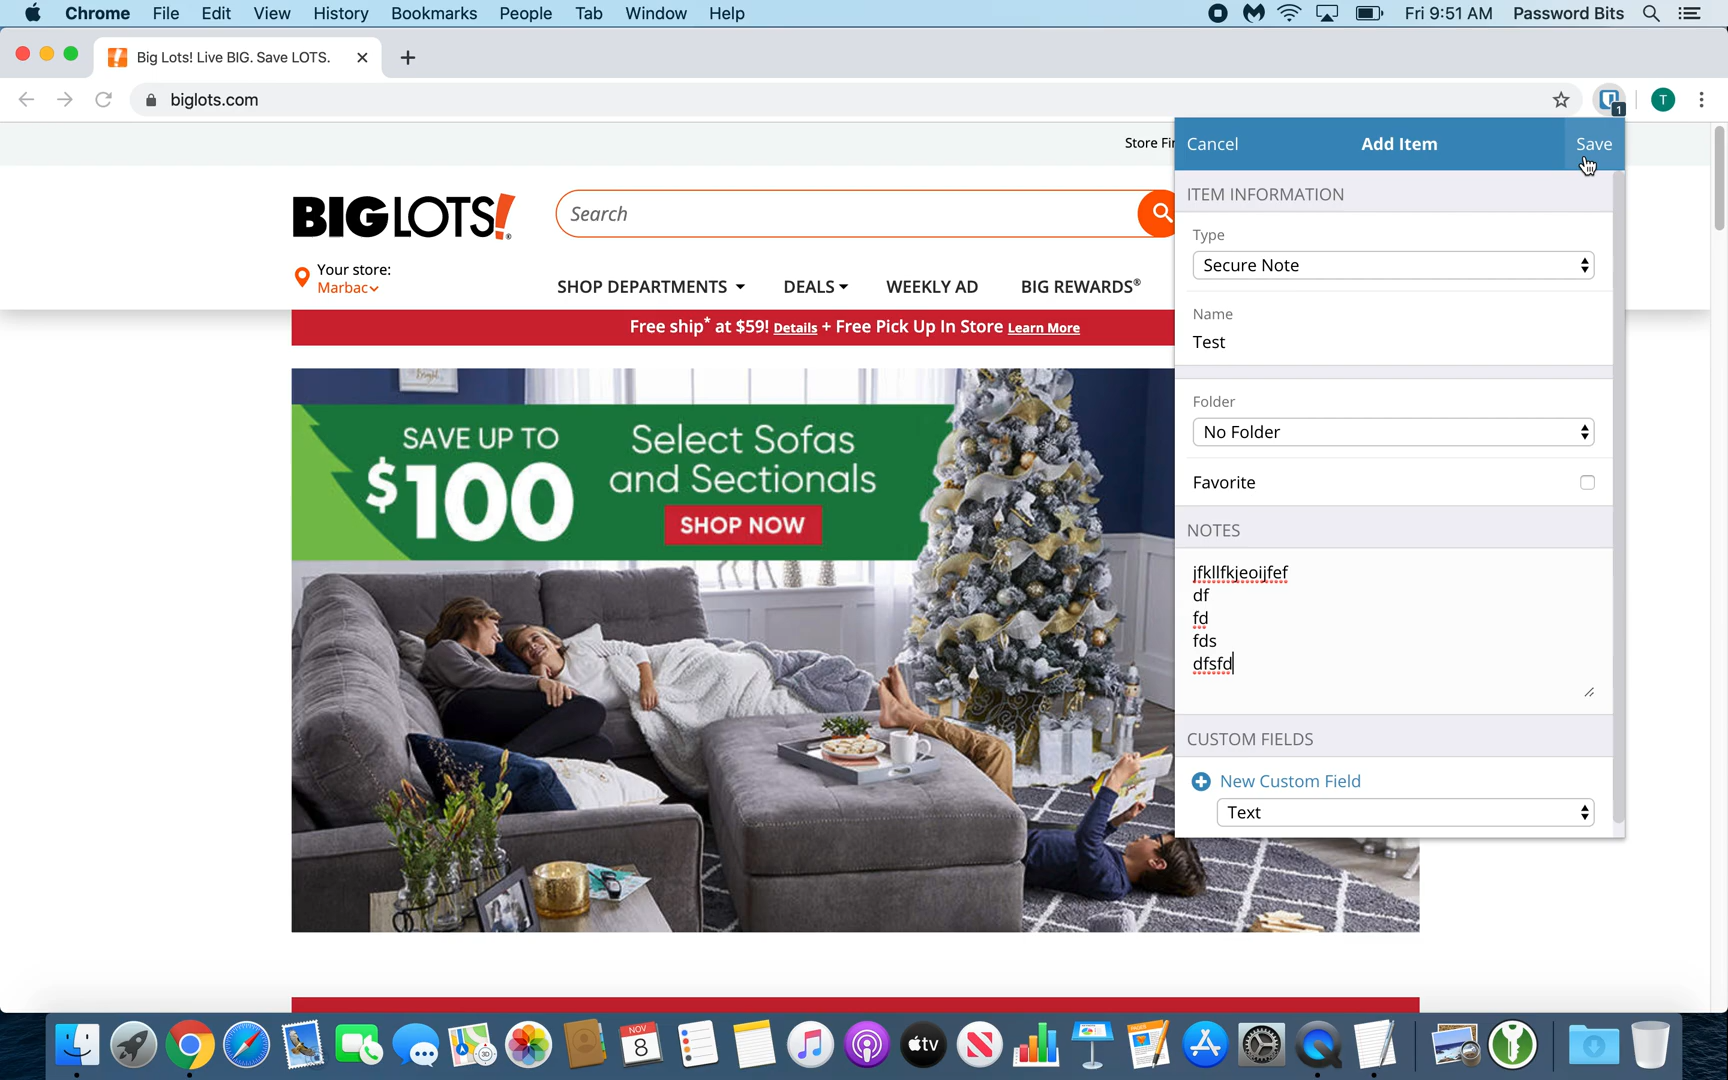 Chrome File Edit View History Bookmarks People Tab Window Help Fri 9:51 AM Password Bits
Big Lots! Live BIG. Save LOTS.
biglots.com
1
T
Store Fi
Cancel Add Item Save
BIG LOTS!
Search
Your store:
Marbac
SHOP DEPARTMENTS DEALS WEEKLY AD BIG REWARDS®
Free ship* at $59! Details + Free Pick Up In Store Learn More
SAVE UP TO
$100
Select Sofas
and Sectionals
SHOP NOW
ITEM INFORMATION
Type
Secure Note
Name
Test
Folder
No Folder
Favorite
NOTES
jfkllfkjeoijfef
df
fd
fds
dfsfd
CUSTOM FIELDS
New Custom Field
Text
NOV
8
tv